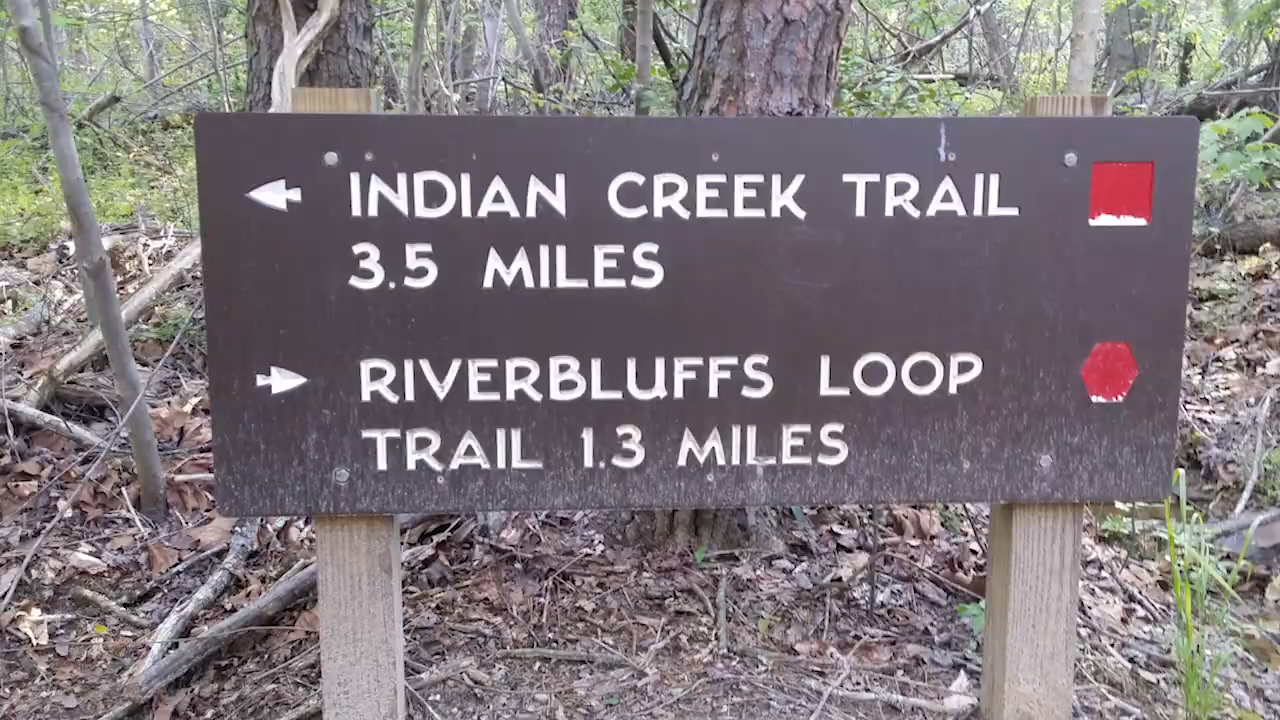 INDIAN CREEK TRAIL
3.5 MILES
RIVERBLUFFS LOOP
TRAIL 1.3 MILES